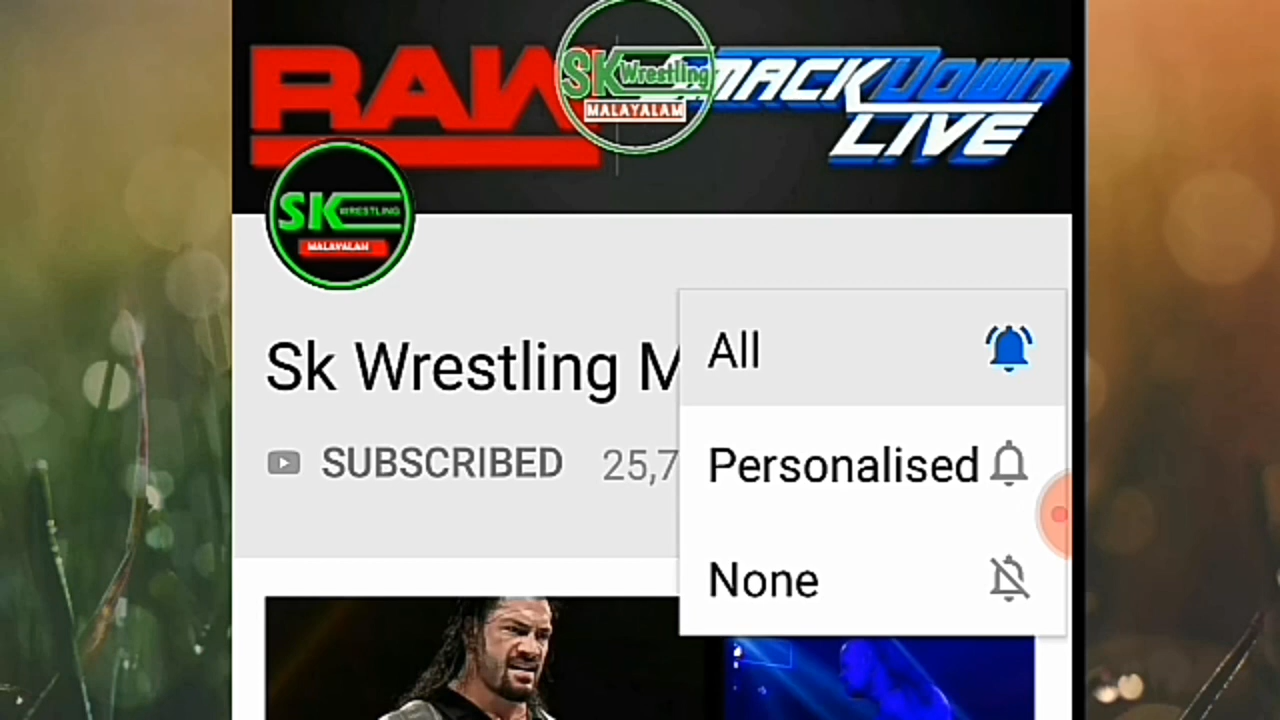 RAW
SK Wrestling
MALAYALAM
SMACKDOWN
LIVE
SK WRESTLING
MALAYALAM
Sk Wrestling M
SUBSCRIBED 25,7
All
Personalised
None